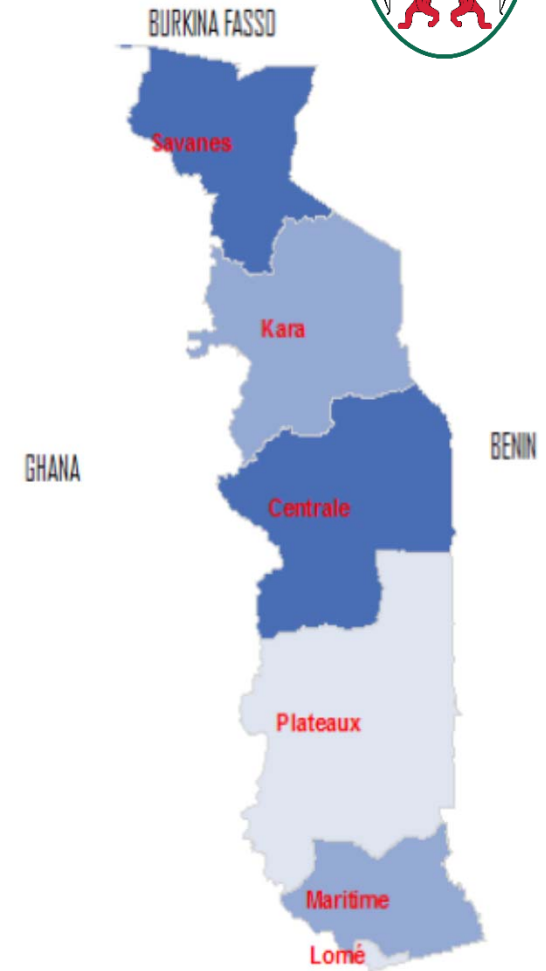 BURKINA FASSO
Savanes
Kara
BENIN
GHANA
Centrale
Plateaux
Maritime
Lomé